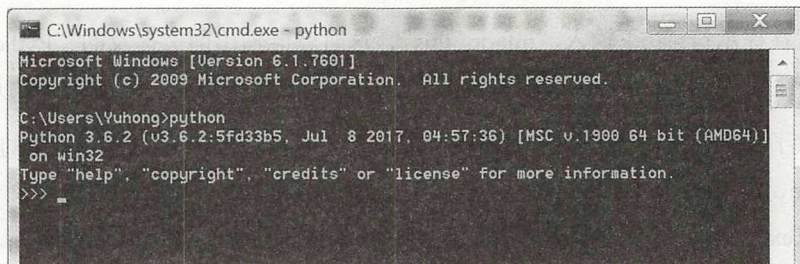 C:\Windows\system32\cmd.exe - python
Microsoft Windows [Version 6.1.7601]
Copyright (c) 2009 Microsoft Corporation.  All rights reserved.
C:\Users\Yuhong>python
Python 3.6.2 (v3.6.2:5fd33b5, Jul  8 2017, 04:57:36) [MSC v.1900 64 bit (AMD64)]
 on win32
Type "help", "copyright", "credits" or "license" for more information.
>>> _